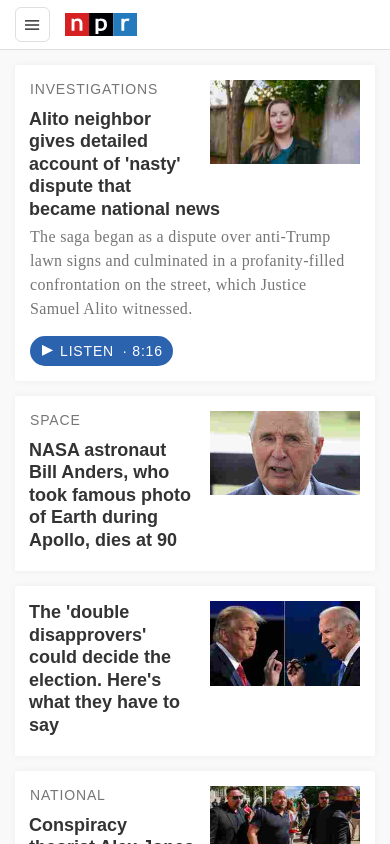 npr
INVESTIGATIONS
Alito neighbor
gives detailed
account of 'nasty'
dispute that
became national news
The saga began as a dispute over anti-Trump
lawn signs and culminated in a profanity-filled
confrontation on the street, which Justice
Samuel Alito witnessed.
LISTEN · 8:16
SPACE
NASA astronaut
Bill Anders, who
took famous photo
of Earth during
Apollo, dies at 90
The 'double
disapprovers'
could decide the
election. Here's
what they have to
say
NATIONAL
Conspiracy
theorist Alex Jones